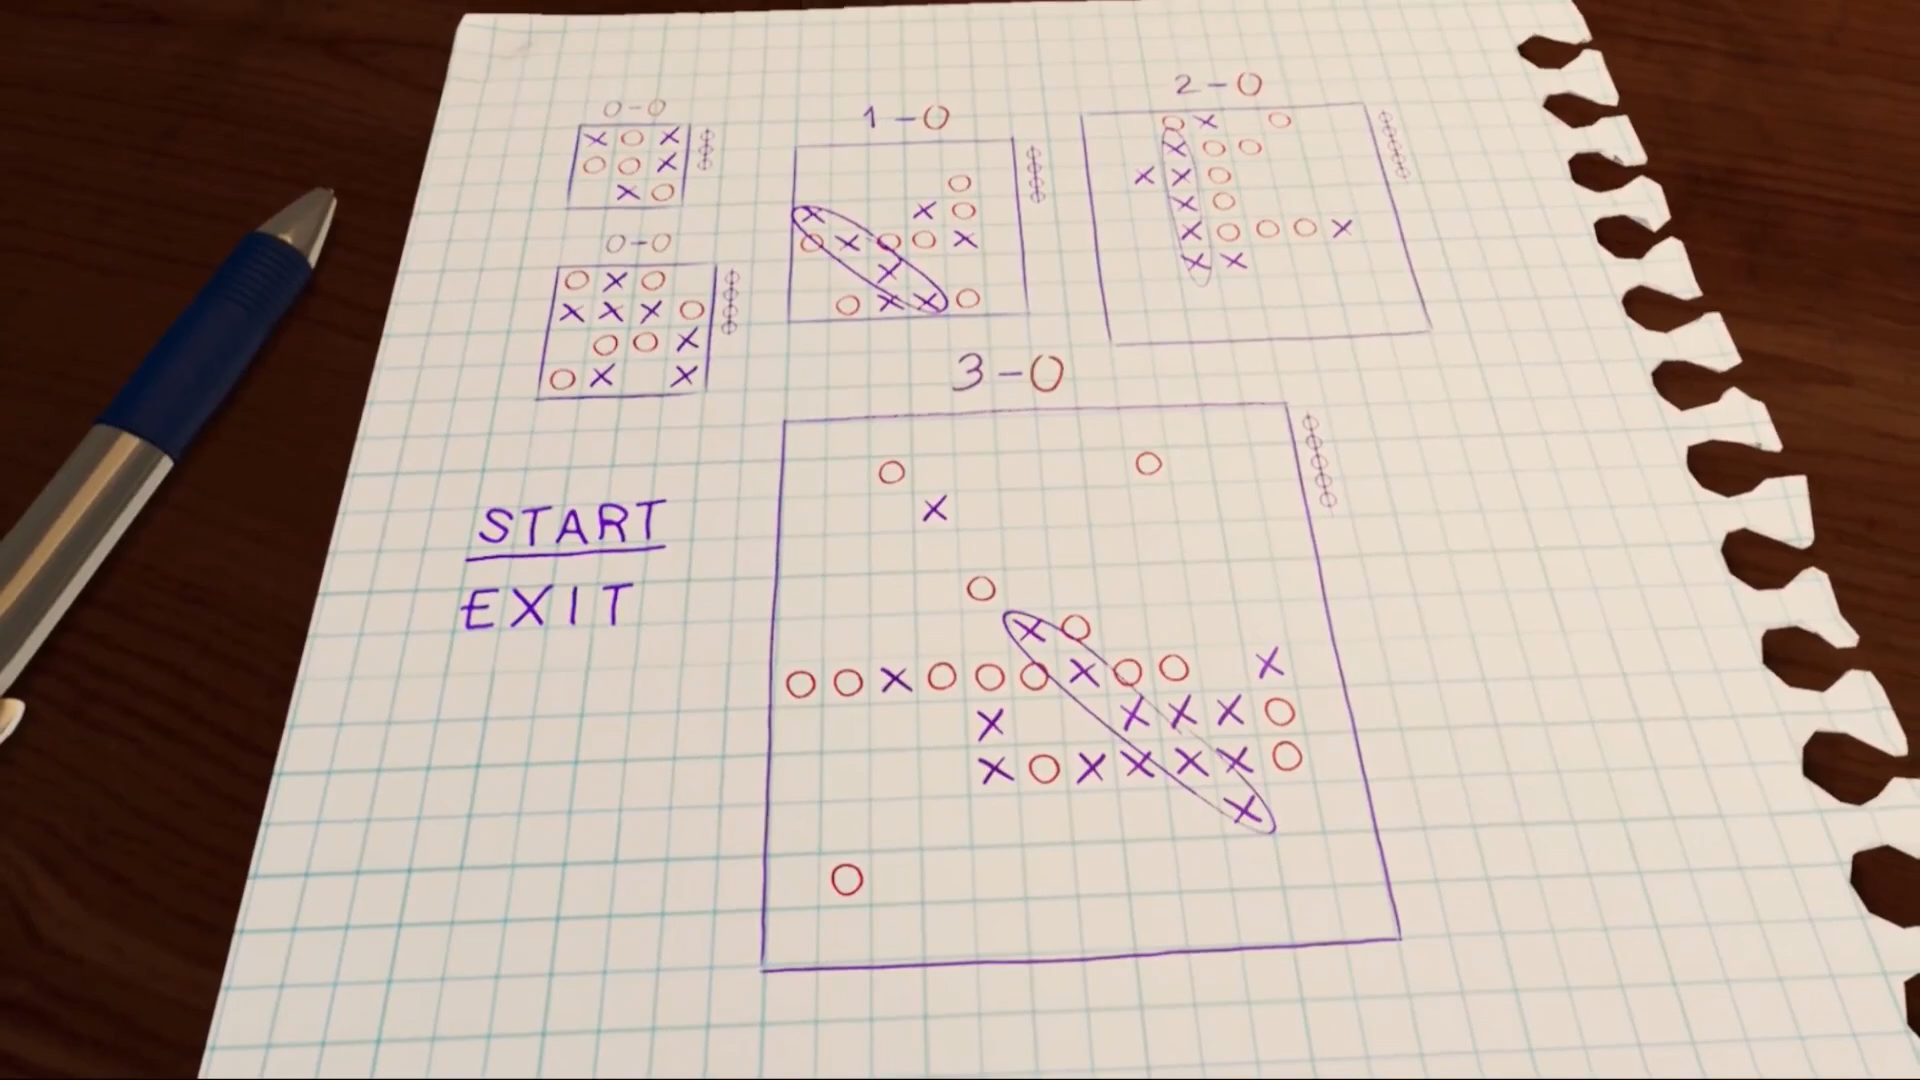 0-0
X O X
O O X
X O
0-0
O X O
X X X O
O O X
O X X
1-0
O
X O
X
O X O O X
X
O X X O
2-0
O X O
X O O
X X O
X O
X O O O X
X X
START
EXIT
3-0
O O
X
O
X O
O O X O O O X O O X
X X X X O
X O X X X X O
X
O